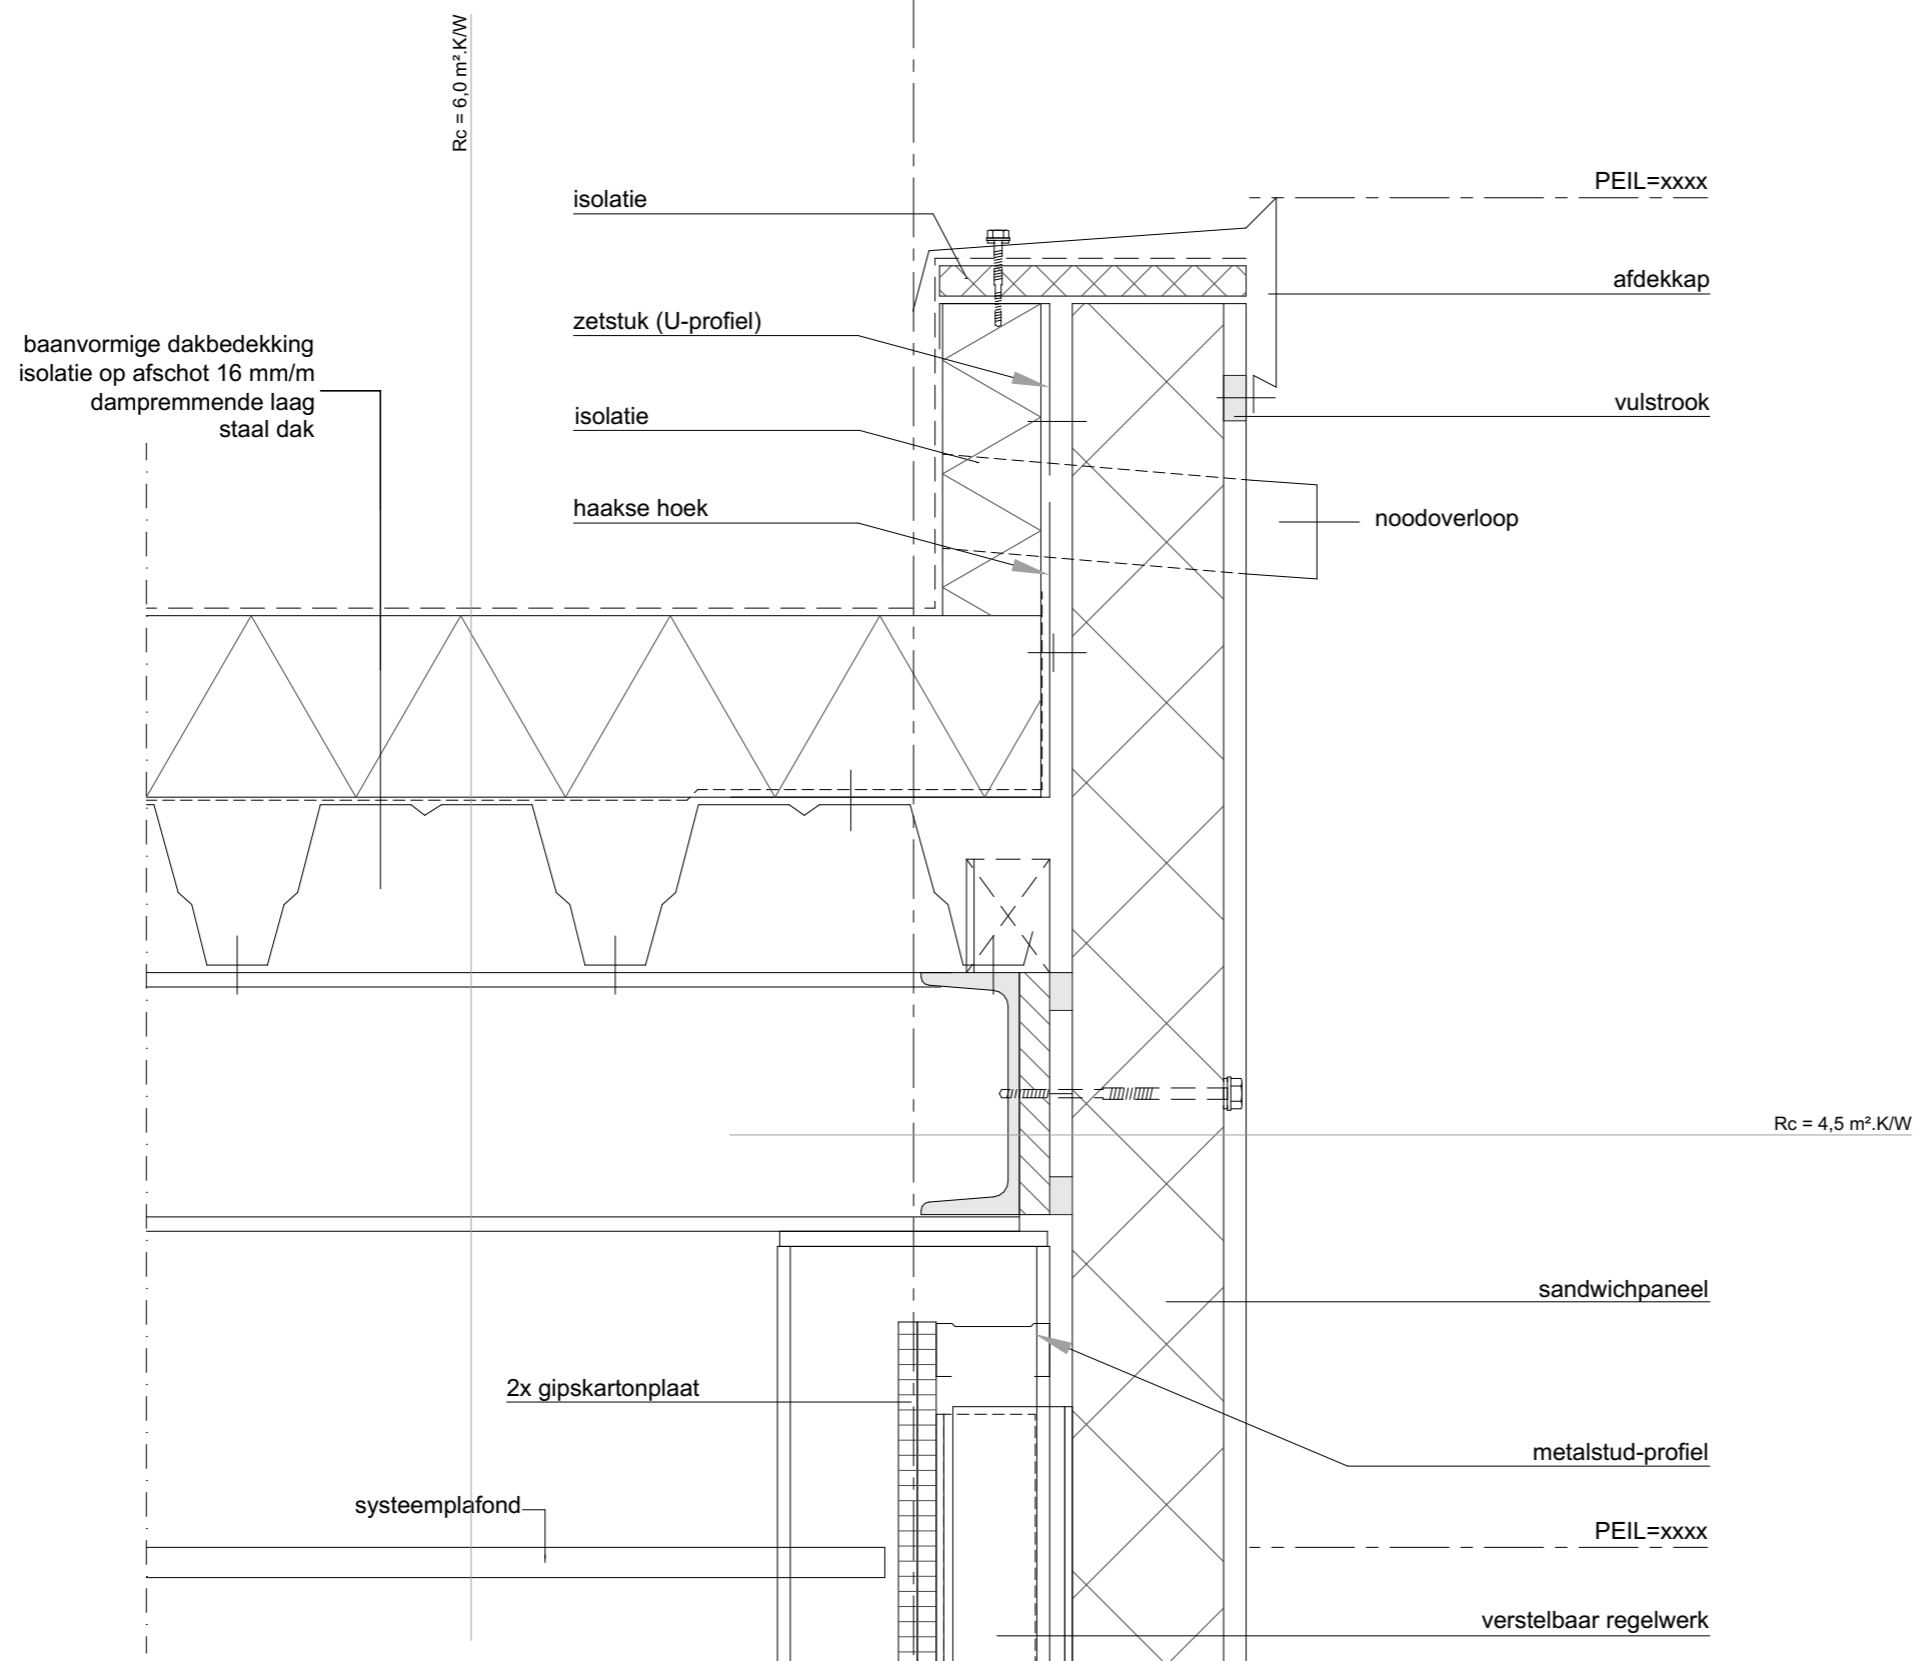 Rc = 6,0 m².K/W
PEIL=xxxx
isolatie
afdekkap
zetstuk (U-profiel)
baanvormige dakbedekking
isolatie op afschot 16 mm/m
dampremmende laag
staal dak
vulstrook
isolatie
haakse hoek
noodoverloop
Rc = 4,5 m².K/W
sandwichpaneel
2x gipskartonplaat
metalstud-profiel
systeemplafond
PEIL=xxxx
verstelbaar regelwerk